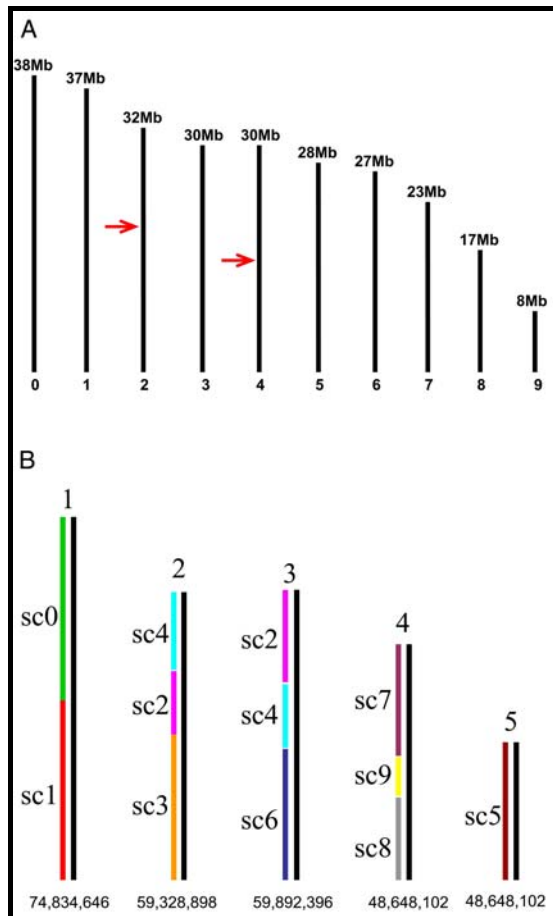 A
38Mb
37Mb
32Mb
30Mb
30Mb
28Mb
27Mb
23Mb
17Mb
8Mb
0 1 2 3 4 5 6 7 8 9
B
1
2
3
4
5
sc0
sc1
sc4
sc2
sc3
sc2
sc4
sc6
sc7
sc9
sc8
sc5
74,834,646 59,328,898 59,892,396 48,648,102 48,648,102